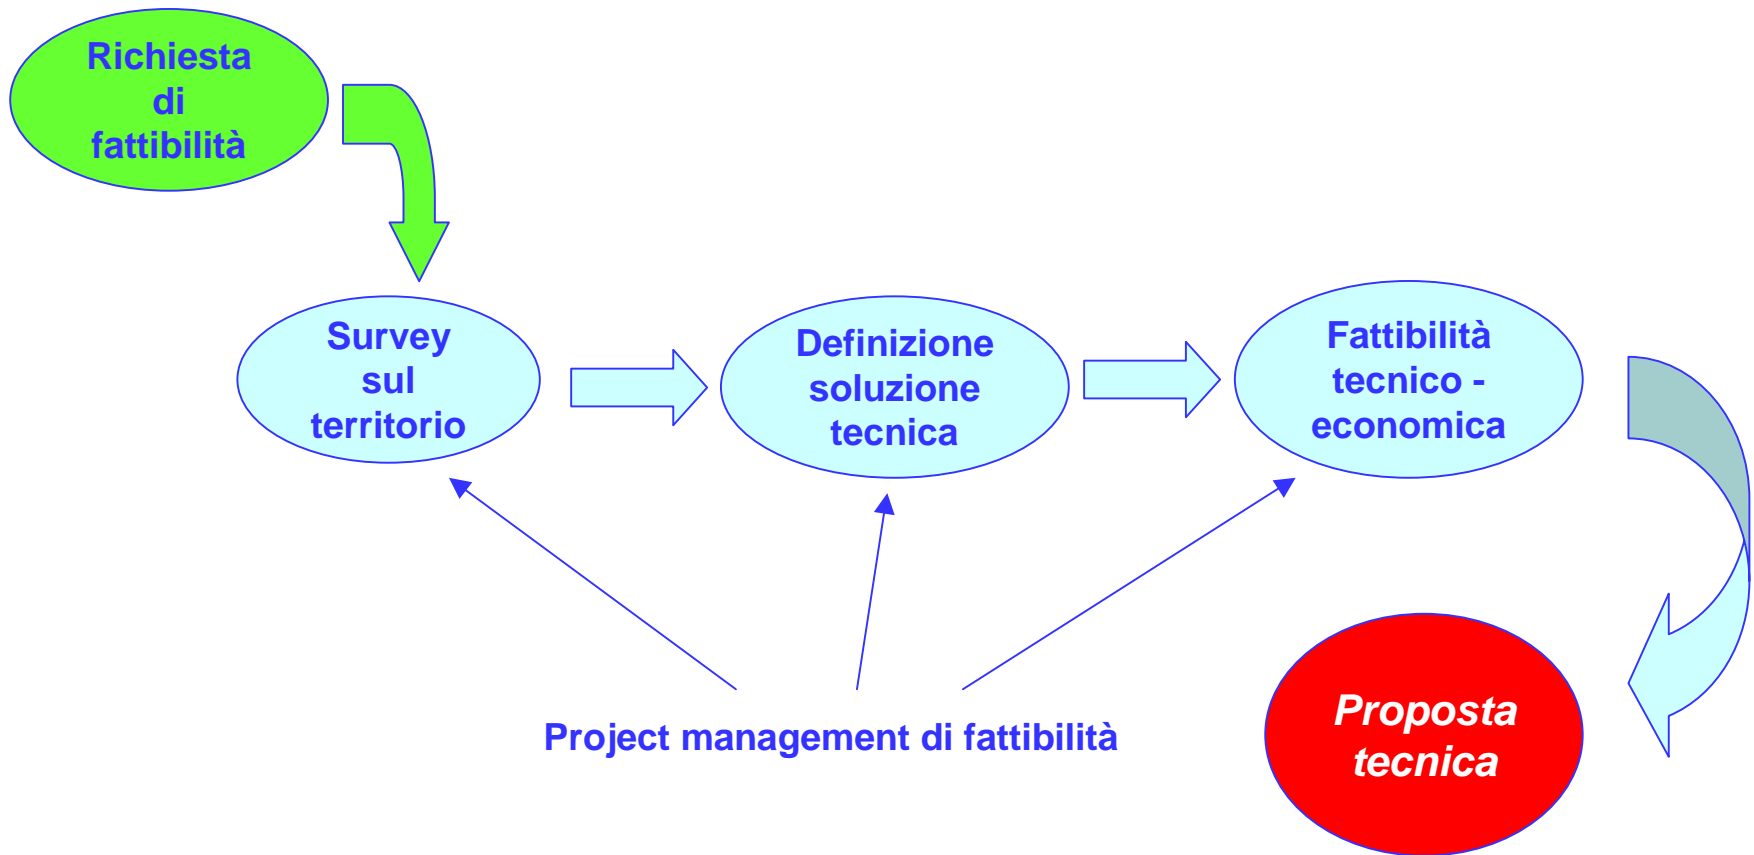 Richiesta
di
fattibilità
Survey
sul
territorio
Definizione
soluzione
tecnica
Fattibilità
tecnico -
economica
Project management di fattibilità
Proposta
tecnica